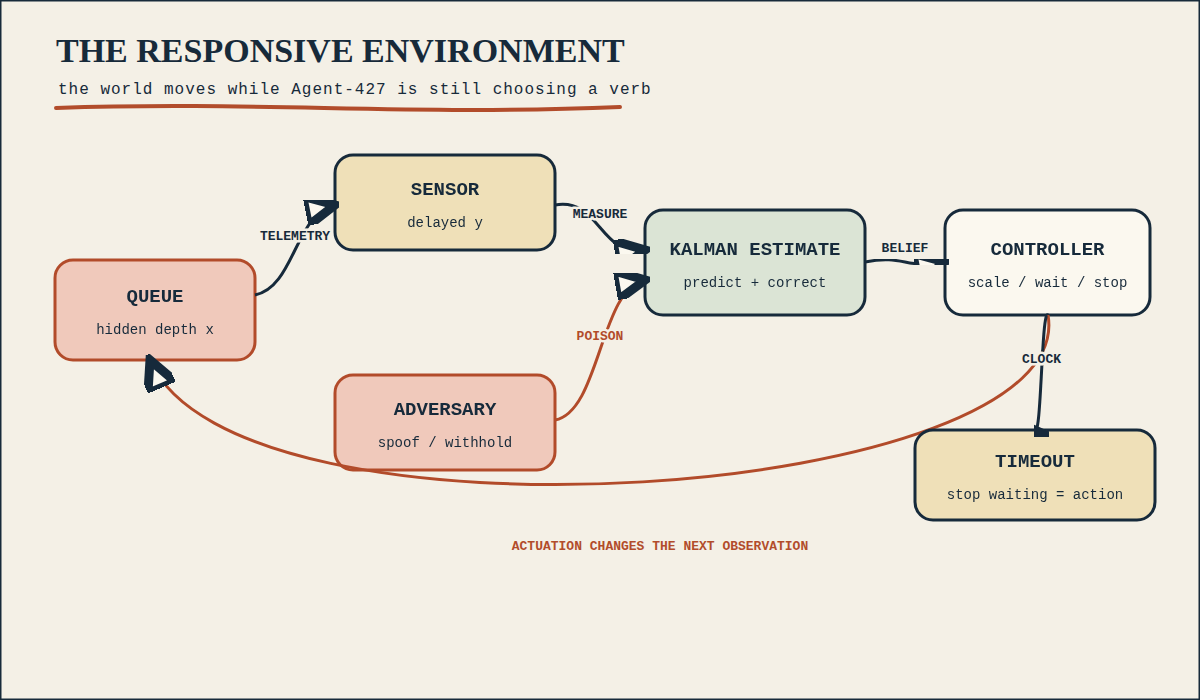 THE RESPONSIVE ENVIRONMENT
the world moves while Agent-427 is still choosing a verb
SENSOR
delayed y
MEASURE
TELEMETRY
KALMAN ESTIMATE
predict + correct
BELIEF
CONTROLLER
scale / wait / stop
QUEUE
hidden depth x
POISON
CLOCK
ADVERSARY
spoof / withhold
TIMEOUT
stop waiting = action
ACTUATION CHANGES THE NEXT OBSERVATION